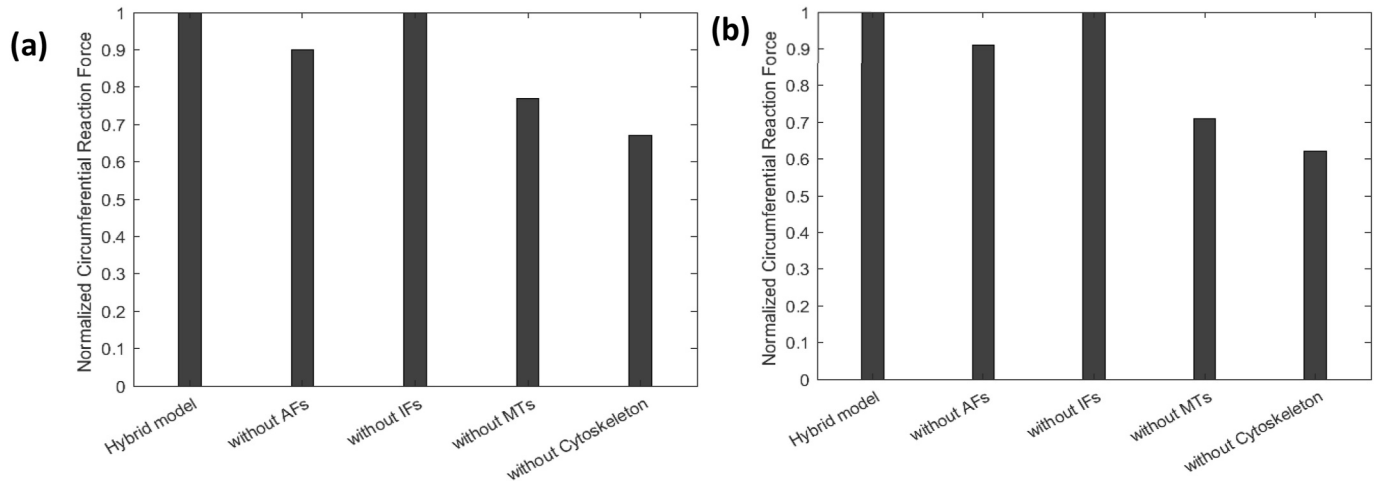 (a)
Normalized Circumferential Reaction Force
1
0.9
0.8
0.7
0.6
0.5
0.4
0.3
0.2
0.1
0
Hybrid model
without AFs
without IFs
without MTs
without Cytoskeleton
(b)
Normalized Circumferential Reaction Force
1
0.9
0.8
0.7
0.6
0.5
0.4
0.3
0.2
0.1
0
Hybrid model
without AFs
without IFs
without MTs
without Cytoskeleton